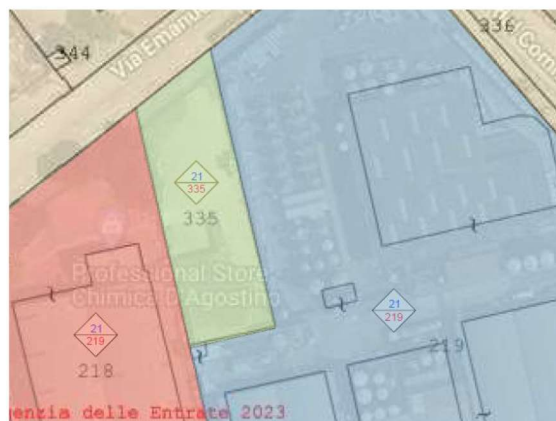 344
Via Emanu
336
21
335
335
Professional Store
Chimica D'Agostino
21
219
21
219
219
218
genzia delle Entrate 2023